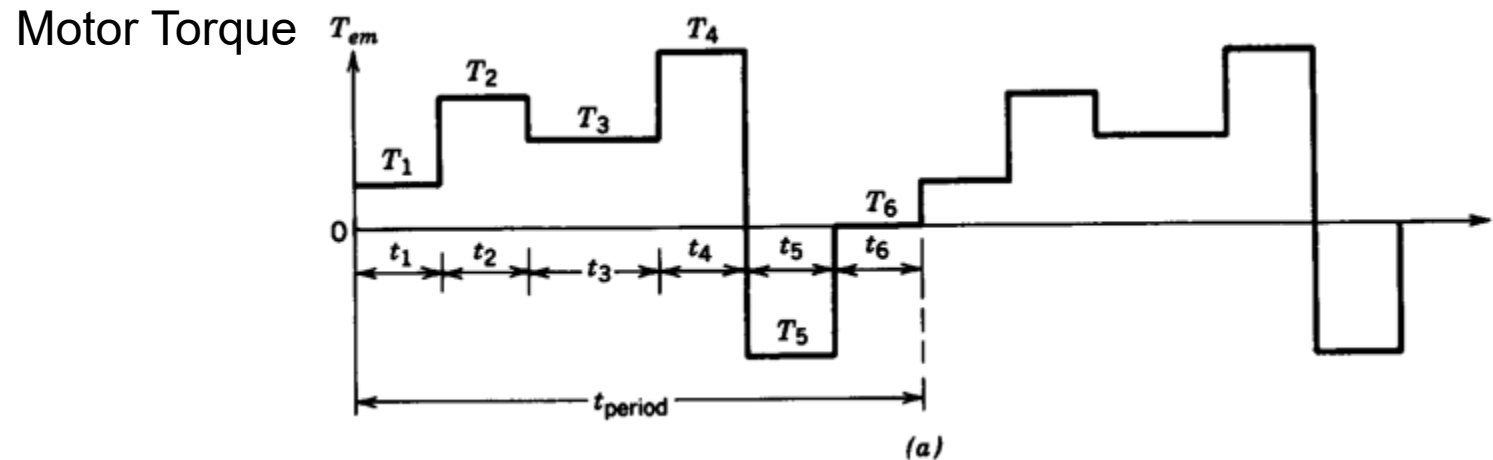 Motor Torque
T_em
T_4
T_2
T_3
T_1
T_6
0
t_1 t_2 t_3 t_4 t_5 t_6
T_5
t_period
(a)